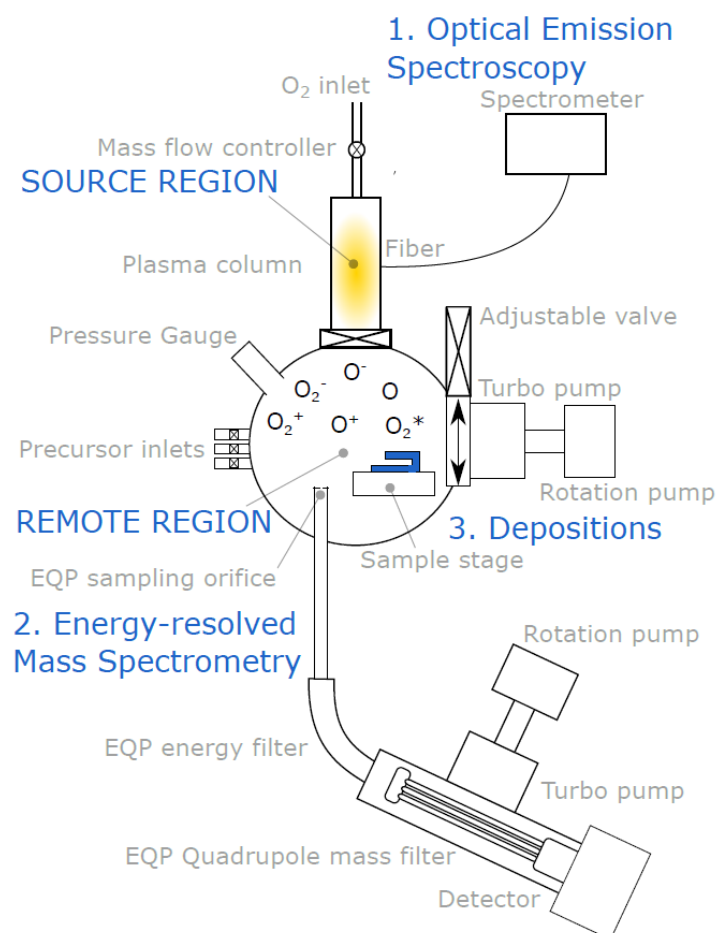 1. Optical Emission
Spectroscopy
O₂ inlet
Spectrometer
Mass flow controller
SOURCE REGION
Fiber
Plasma column
Adjustable valve
Pressure Gauge
O⁻
O₂⁻
O
Turbo pump
O₂⁺
O⁺
O₂*
Precursor inlets
Rotation pump
REMOTE REGION
3. Depositions
Sample stage
EQP sampling orifice
2. Energy-resolved
Mass Spectrometry
Rotation pump
EQP energy filter
Turbo pump
EQP Quadrupole mass filter
Detector